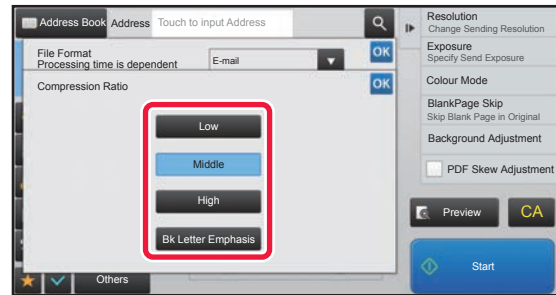 Address Book
Address
Touch to input Address
File Format
Processing time is dependent
E-mail
OK
Compression Ratio
OK
Low
Middle
High
Bk Letter Emphasis
Others
Resolution
Change Sending Resolution
Exposure
Specify Send Exposure
Colour Mode
BlankPage Skip
Skip Blank Page in Original
Background Adjustment
PDF Skew Adjustment
Preview
CA
Start